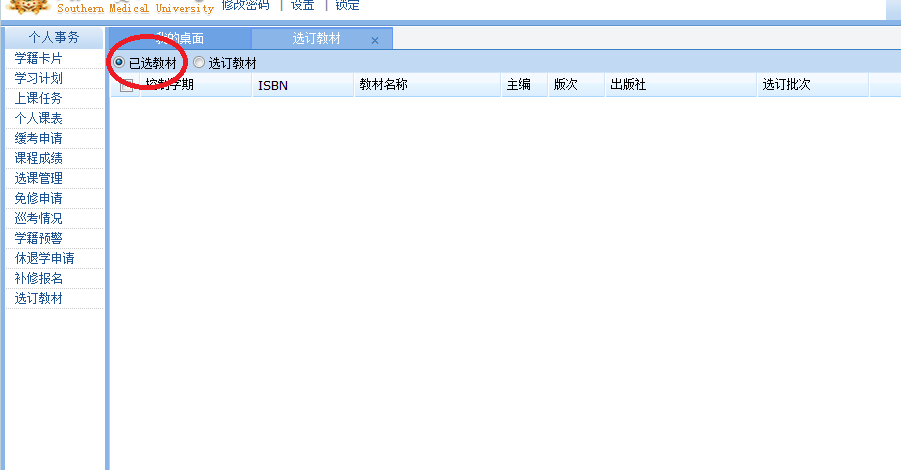 Southern Medical University 修改密码 | 设置 | 锁定
个人事务
学籍卡片
学习计划
上课任务
个人课表
缓考申请
课程成绩
选课管理
免修申请
巡考情况
学籍预警
休退学申请
补修报名
选订教材
我的桌面 选订教材 ×
已选教材 选订教材
控制学期 ISBN 教材名称 主编 版次 出版社 选订批次